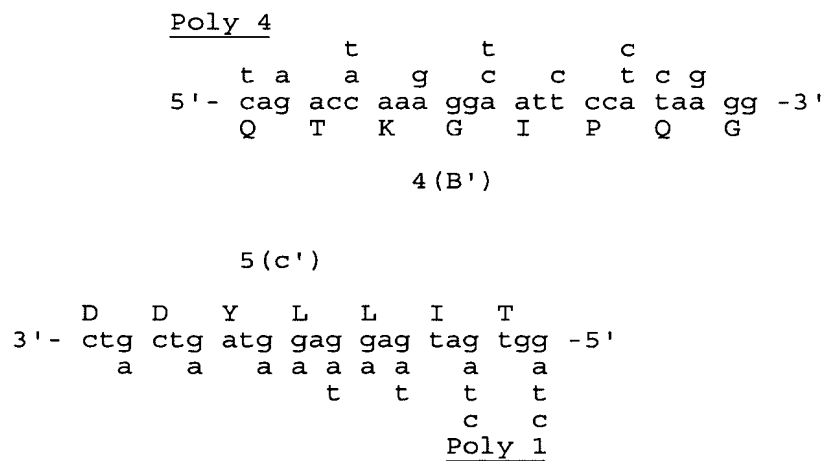 Poly 4
t t c
t a a g c c t c g
5'- cag acc aaa gga att cca taa gg -3'
Q T K G I P Q G
4(B')
5(c')
D D Y L L I T
3'- ctg ctg atg gag gag tag tgg -5'
a a a a a a a a a
t t t t
c c
Poly 1